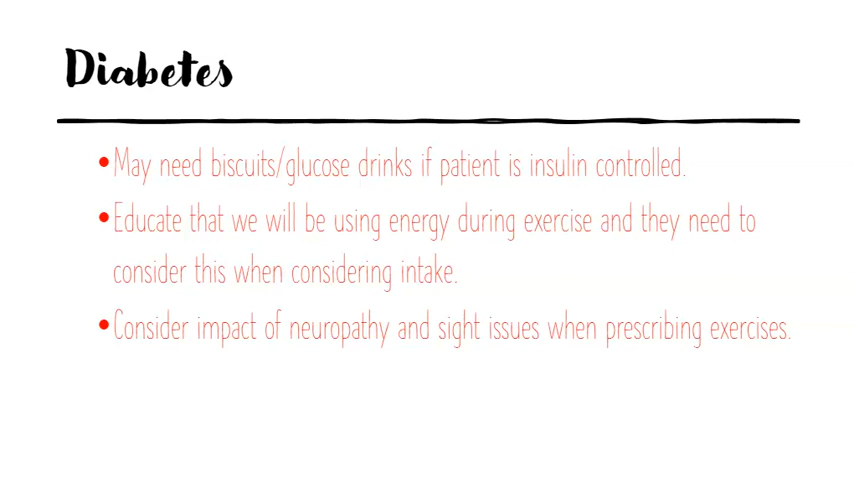 Diabetes
•May need biscuits/glucose drinks if patient is insulin controlled.
•Educate that we will be using energy during exercise and they need to
consider this when considering intake.
•Consider impact of neuropathy and sight issues when prescribing exercises.